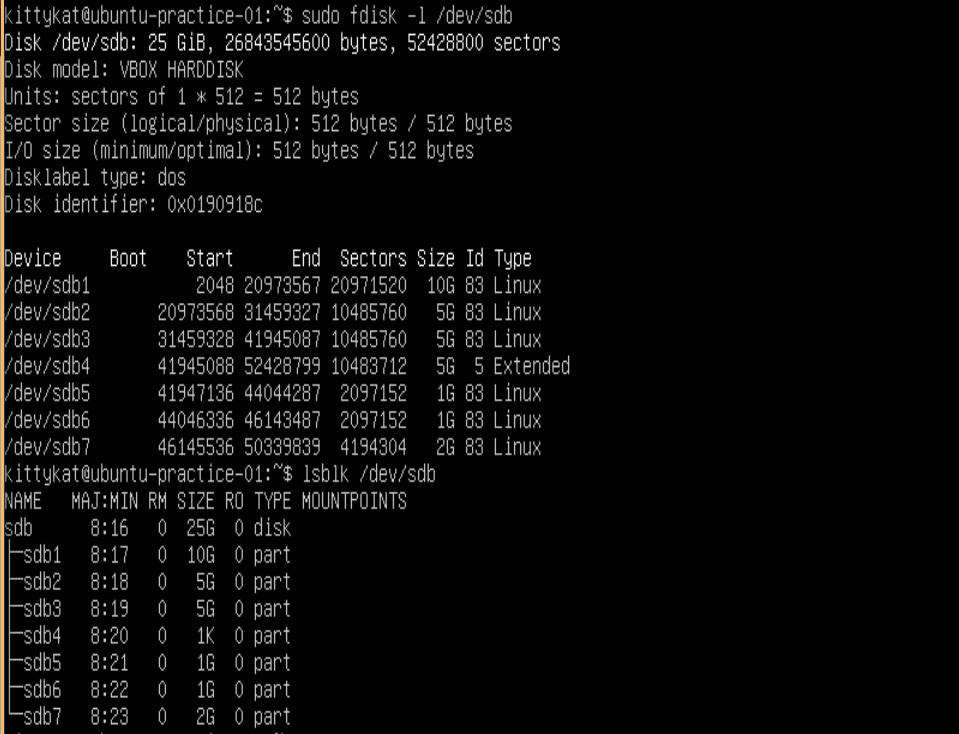 kittykat@ubuntu-practice-01:~$ sudo fdisk -l /dev/sdb
Disk /dev/sdb: 25 GiB, 26843545600 bytes, 52428800 sectors
Disk model: VBOX HARDDISK
Units: sectors of 1 * 512 = 512 bytes
Sector size (logical/physical): 512 bytes / 512 bytes
I/O size (minimum/optimal): 512 bytes / 512 bytes
Disklabel type: dos
Disk identifier: 0x0190918c

Device     Boot    Start      End  Sectors Size Id Type
/dev/sdb1           2048 20973567 20971520  10G 83 Linux
/dev/sdb2       20973568 31459327 10485760   5G 83 Linux
/dev/sdb3       31459328 41945087 10485760   5G 83 Linux
/dev/sdb4       41945088 52428799 10483712   5G  5 Extended
/dev/sdb5       41947136 44044287  2097152   1G 83 Linux
/dev/sdb6       44046336 46143487  2097152   1G 83 Linux
/dev/sdb7       46145536 50339839  4194304   2G 83 Linux
kittykat@ubuntu-practice-01:~$ lsblk /dev/sdb
NAME   MAJ:MIN RM SIZE RO TYPE MOUNTPOINTS
sdb      8:16   0  25G  0 disk
├─sdb1   8:17   0  10G  0 part
├─sdb2   8:18   0   5G  0 part
├─sdb3   8:19   0   5G  0 part
├─sdb4   8:20   0   1K  0 part
├─sdb5   8:21   0   1G  0 part
├─sdb6   8:22   0   1G  0 part
└─sdb7   8:23   0   2G  0 part